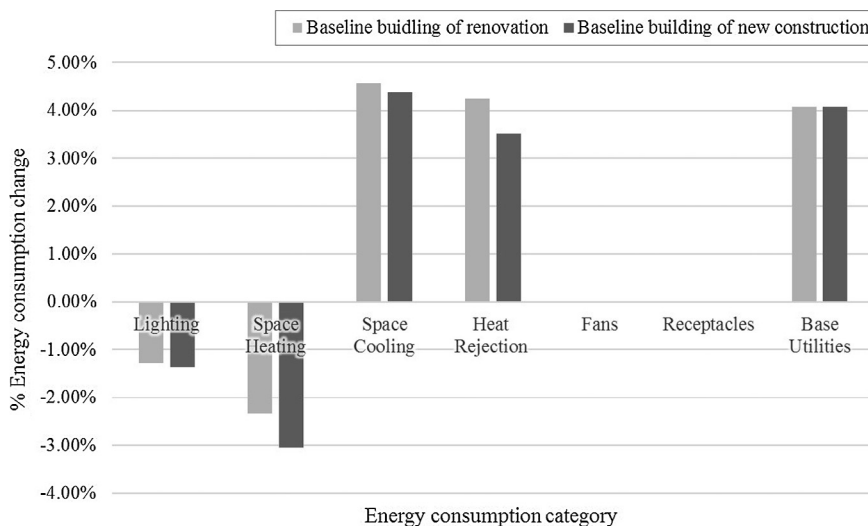 Baseline buidling of renovation Baseline building of new construction
5.00%
4.00%
3.00%
2.00%
1.00%
0.00%
-1.00%
-2.00%
-3.00%
-4.00%
% Energy consumption change
Lighting
Space
Heating
Space
Cooling
Heat
Rejection
Fans
Receptacles
Base
Utilities
Energy consumption category